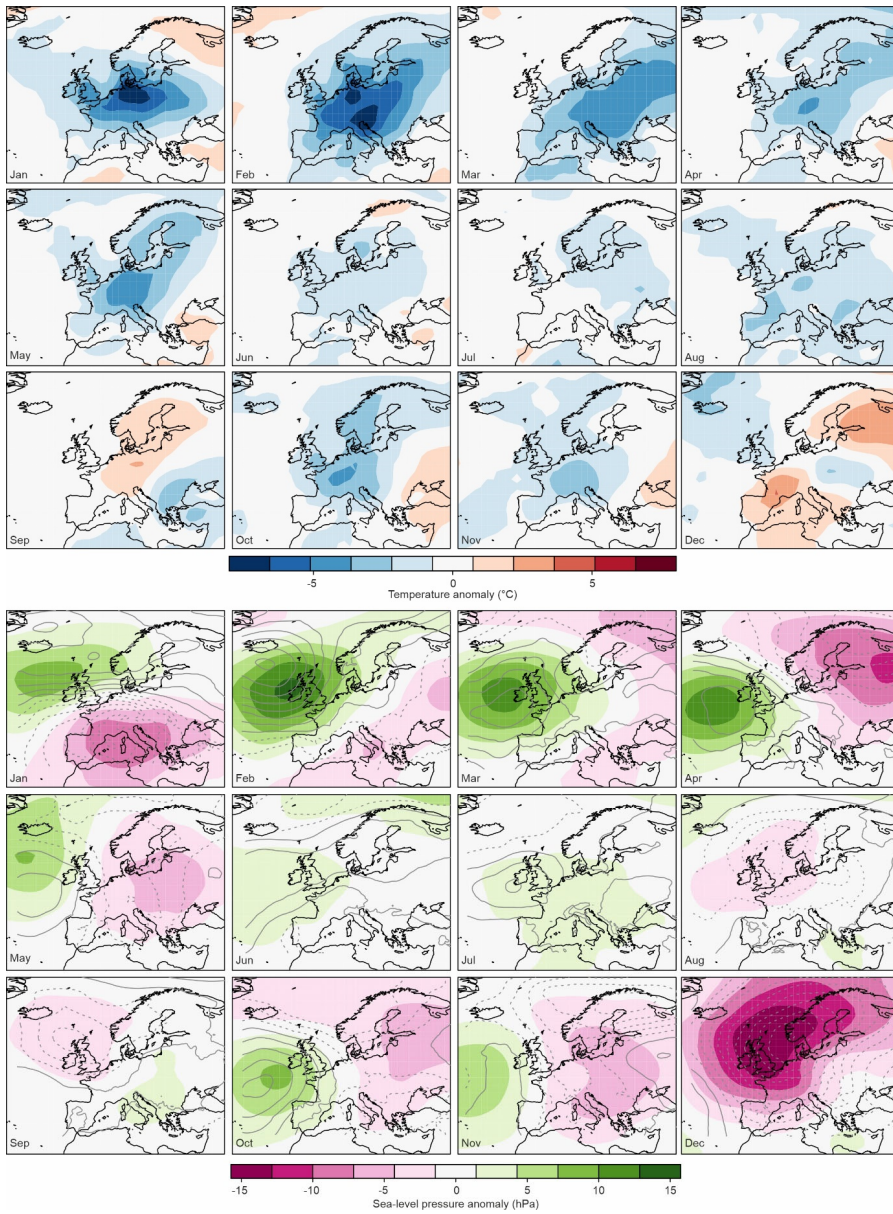 Jan Feb Mar Apr
May Jun Jul Aug
Sep Oct Nov Dec
-5 0 5
Temperature anomaly (°C)
Jan Feb Mar Apr
May Jun Jul Aug
Sep Oct Nov Dec
-15 -10 -5 0 5 10 15
Sea-level pressure anomaly (hPa)